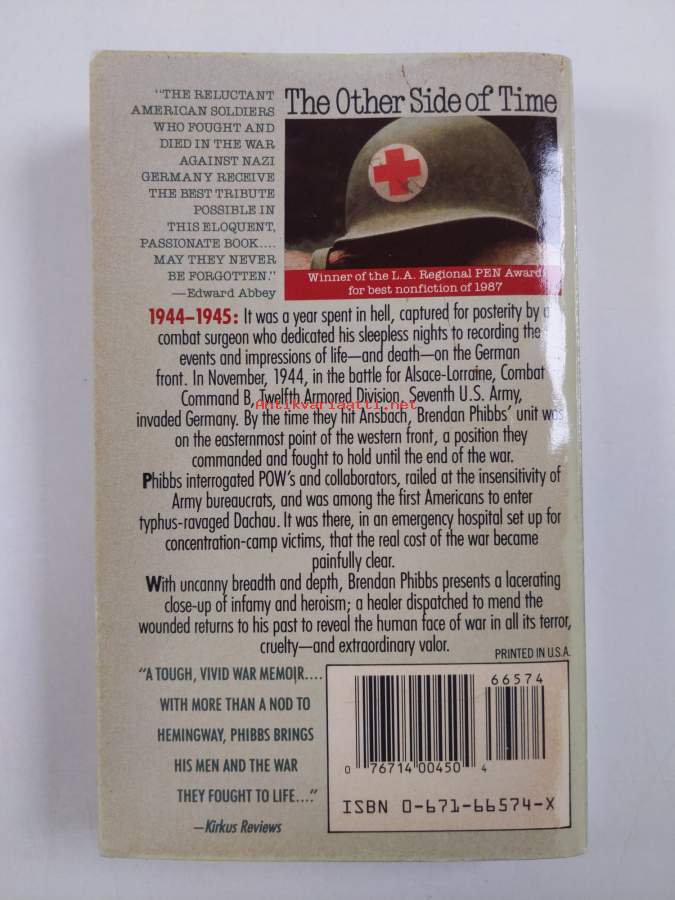 "THE RELUCTANT
AMERICAN SOLDIERS
WHO FOUGHT AND
DIED IN THE WAR
AGAINST NAZI
GERMANY RECEIVE
THE BEST TRIBUTE
POSSIBLE IN
THIS ELOQUENT,
PASSIONATE BOOK....
MAY THEY NEVER
BE FORGOTTEN."
—Edward Abbey
The Other Side of Time
Winner of the L.A. Regional PEN Award
for best nonfiction of 1987
1944–1945: It was a year spent in hell, captured for posterity by a
combat surgeon who dedicated his sleepless nights to recording the
events and impressions of life—and death—on the German
front. In November, 1944, in the battle for Alsace-Lorraine, Combat
Command B, Twelfth Armored Division, Seventh U.S. Army,
Antikvariaatti.net
invaded Germany. By the time they hit Ansbach, Brendan Phibbs' unit was
on the easternmost point of the western front, a position they
commanded and fought to hold until the end of the war.
Phibbs interrogated POW's and collaborators, railed at the insensitivity of
Army bureaucrats, and was among the first Americans to enter
typhus-ravaged Dachau. It was there, in an emergency hospital set up for
concentration-camp victims, that the real cost of the war became
painfully clear.
With uncanny breadth and depth, Brendan Phibbs presents a lacerating
close-up of infamy and heroism; a healer dispatched to mend the
wounded returns to his past to reveal the human face of war in all its terror,
cruelty—and extraordinary valor.
PRINTED IN U.S.A.
"A TOUGH, VIVID WAR MEMOIR....
WITH MORE THAN A NOD TO
HEMINGWAY, PHIBBS BRINGS
HIS MEN AND THE WAR
THEY FOUGHT TO LIFE...."
—Kirkus Reviews
66574
0 76714 00450 4
ISBN 0-671-66574-X